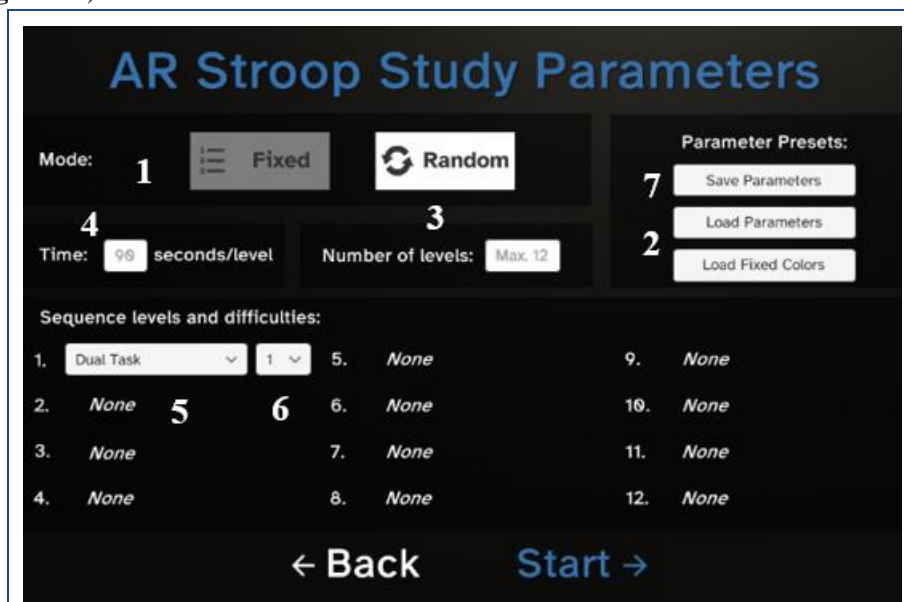 AR Stroop Study Parameters
Mode: 1 Fixed Random
Parameter Presets:
7 Save Parameters
4 3
2 Load Parameters
Time: 90 seconds/level Number of levels: Max. 12
Load Fixed Colors
Sequence levels and difficulties:
1. Dual Task 1 5. None 9. None
2. None 5 6 6. None 10. None
3. None 7. None 11. None
4. None 8. None 12. None
← Back Start →